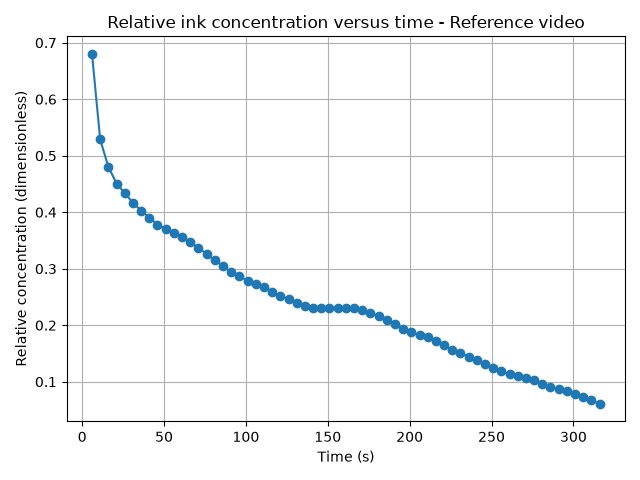 Relative ink concentration versus time - Reference video
Relative concentration (dimensionless)
0.7
0.6
0.5
0.4
0.3
0.2
0.1
0 50 100 150 200 250 300
Time (s)